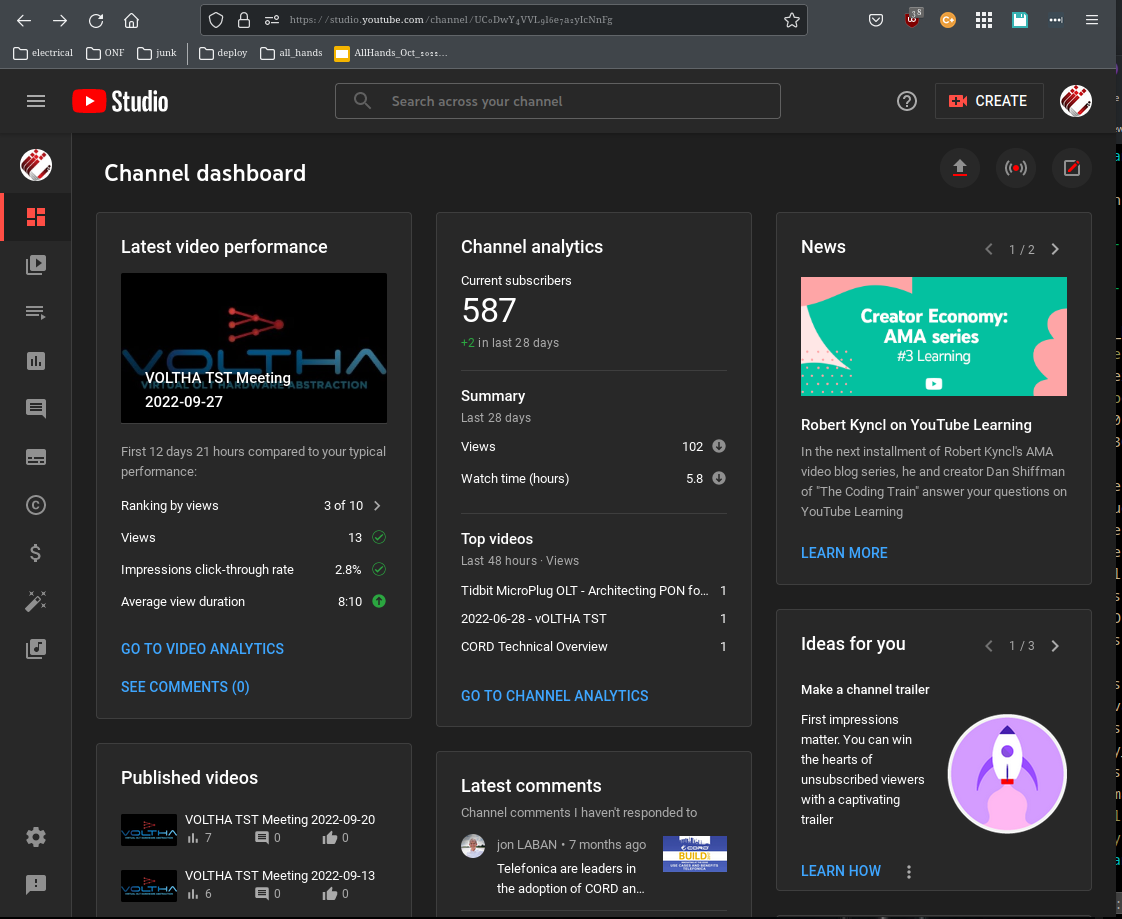 https://studio.youtube.com/channel/UC0DwY4VVL9I6e7a2yIcNnFg
18
C+
electrical
ONF
junk
deploy
all_hands
AllHands_Oct_2022...
Studio
Search across your channel
CREATE
Channel dashboard
Latest video performance
VOLTHA
VIRTUAL OLT HARDWARE ABSTRACTION
VOLTHA TST Meeting
2022-09-27
First 12 days 21 hours compared to your typical
performance:
Ranking by views 3 of 10
Views 13
Impressions click-through rate 2.8%
Average view duration 8:10
GO TO VIDEO ANALYTICS
SEE COMMENTS (0)
Published videos
VOLTHA
VOLTHA TST Meeting 2022-09-20
7 0 0
VOLTHA
VOLTHA TST Meeting 2022-09-13
6 0 0
Channel analytics
Current subscribers
587
+2 in last 28 days
Summary
Last 28 days
Views 102
Watch time (hours) 5.8
Top videos
Last 48 hours · Views
Tidbit MicroPlug OLT - Architecting PON fo... 1
2022-06-28 - vOLTHA TST 1
CORD Technical Overview 1
GO TO CHANNEL ANALYTICS
Latest comments
Channel comments I haven't responded to
jon LABAN • 7 months ago
Telefonica are leaders in
the adoption of CORD an...
CORD
BUILD
USE CASES AND BENEFITS
TELEFONICA
News
1 / 2
Creator Economy:
AMA series
#3 Learning
Robert Kyncl on YouTube Learning
In the next installment of Robert Kyncl's AMA
video blog series, he and creator Dan Shiffman
of "The Coding Train" answer your questions on
YouTube Learning
LEARN MORE
Ideas for you
1 / 3
Make a channel trailer
First impressions
matter. You can win
the hearts of
unsubscribed viewers
with a captivating
trailer
LEARN HOW